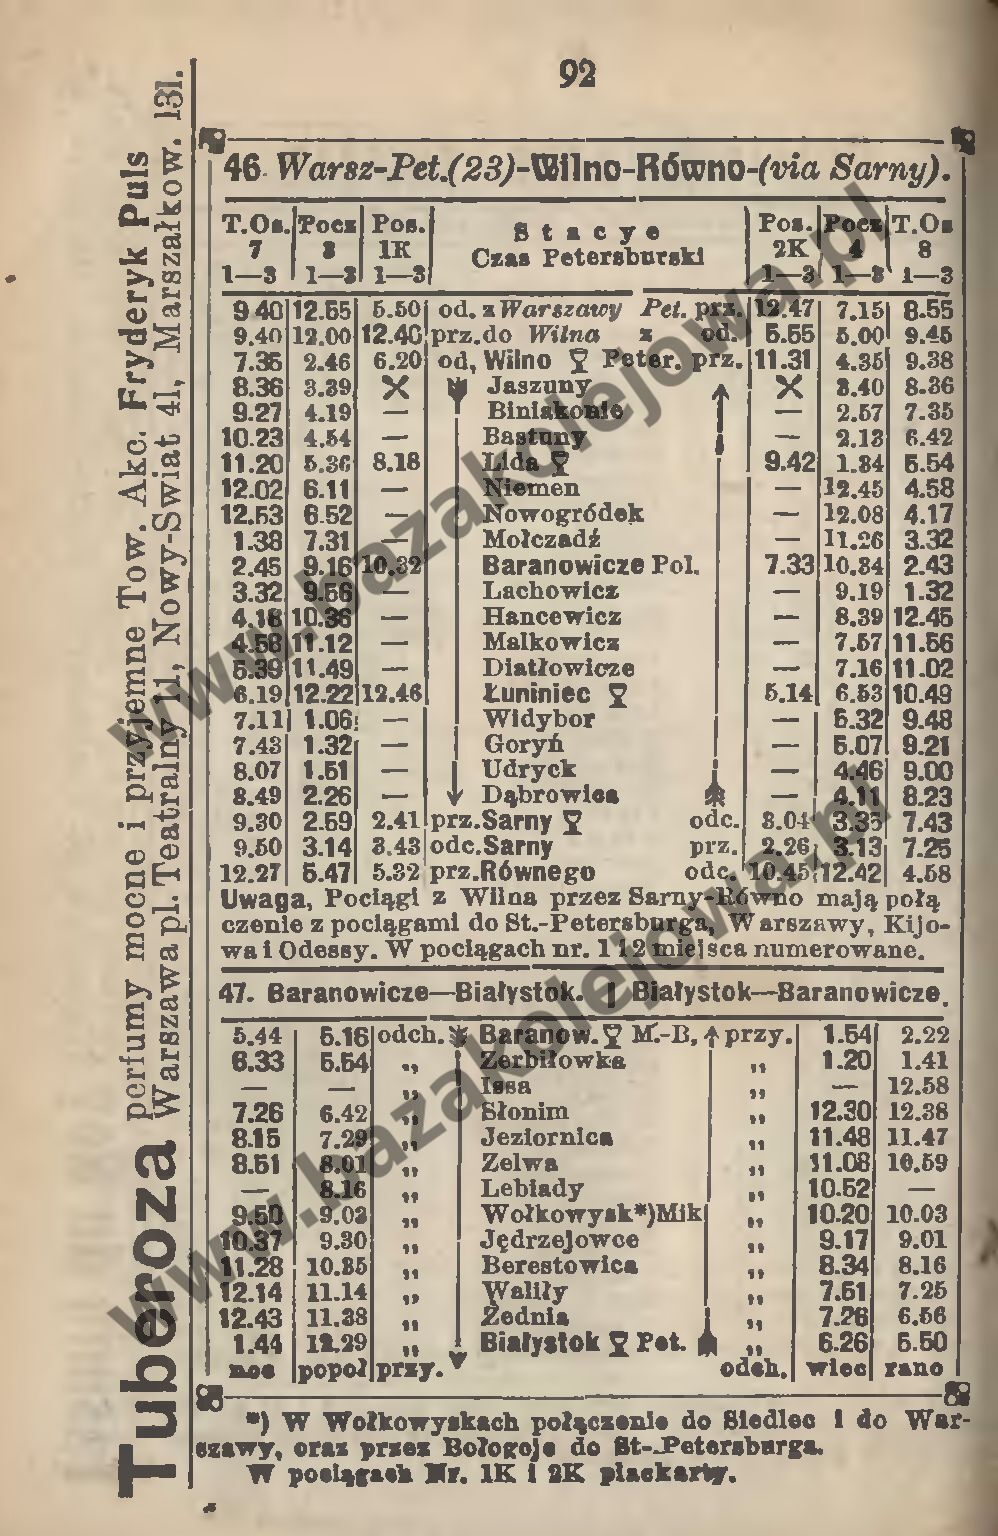 92
46 Warsz-Pet.(23)-Wilno-Równo-(via Sarny).
T.Os. Pocz Pos. Stacye Pos. Pocz T.Os
7 3 1K Czas Petersburski 2K 4 8
1—3 1—3 1—3 1—3 1—3 1—3
9.40 12.55 5.50 od. z Warszawy Pet. prz. 12.47 7.15 8.55
9.40 12.00 12.40 prz. do Wilna z od. 5.55 5.00 9.45
7.35 2.46 6.20 od, Wilno Peter. prz. 11.31 4.35 9.38
8.36 3.39 Jaszuny 3.40 8.36
9.27 4.19 — Biniakonie — 2.57 7.35
10.23 4.54 — Bastuny — 2.13 6.42
11.20 5.36 8.18 Lida 9.42 1.34 5.54
12.02 6.11 — Niemen — 12.45 4.58
12.53 6.52 — Nowogródek — 12.08 4.17
1.38 7.31 — Mołczadź — 11.26 3.32
2.45 9.16 10.32 Baranowicze Pol. 7.33 10.34 2.43
3.32 9.56 — Lachowicz — 9.19 1.32
4.18 10.36 — Hancewicz — 8.39 12.45
4.58 11.12 — Malkowicz — 7.57 11.56
5.39 11.49 — Diatłowicze — 7.16 11.02
6.19 12.22 12.46 Łuniniec 5.14 6.53 10.49
7.11 1.06 — Widybor — 5.32 9.48
7.43 1.32 — Goryń — 5.07 9.21
8.07 1.51 — Udryck — 4.46 9.00
8.49 2.26 — Dąbrowica — 4.11 8.23
9.30 2.59 2.41 prz. Sarny odc. 3.04 3.35 7.43
9.50 3.14 3.43 odc. Sarny prz. 2.26 3.13 7.25
12.27 5.47 5.32 prz. Równego odc. 10.45 12.42 4.58
Uwaga, Pociągi z Wilna przez Sarny-Równo mają połą
czenie z pociągami do St.-Petersburga, Warszawy, Kijo-
wa i Odessy. W pociągach nr. 1 i 2 miejsca numerowane.
47. Baranowicze—Białystok. || Białystok—Baranowicze.
5.44 5.16 odch. Baranow. M.-B, przy. 1.54 2.22
6.33 5.54 „ Zerbiłowka „ 1.20 1.41
— — „ Issa „ — 12.58
7.26 6.42 „ Słonim „ 12.30 12.38
8.15 7.29 „ Jeziornica „ 11.48 11.47
8.51 8.01 „ Zelwa „ 11.08 10.59
— 8.16 „ Lebiady „ 10.52 —
9.50 9.03 „ Wołkowysk*) Mik „ 10.20 10.03
10.37 9.30 „ Jędrzejowce „ 9.17 9.01
11.28 10.35 „ Berestowica „ 8.34 8.16
12.14 11.14 „ Waliły „ 7.51 7.25
12.43 11.38 „ Żednia „ 7.26 6.56
1.44 12.29 „ Białystok Pet. „ 6.26 5.50
noc popoł przy. odch. wiec rano
*) W Wołkowyskach połączenie do Siedlec i do War-
szawy, oraz przez Bołogoje do St-Petersburga.
W pociągach Nr. 1K i 2K plackarty.
Tuberoza perfumy mocne i przyjemne Tow. Akc. Fryderyk Puls
Warszawa pl. Teatralny 11, Nowy-Świat 41, Marszałkow. 131.
www.bazakolejowa.pl
www.bazakolejowa.pl